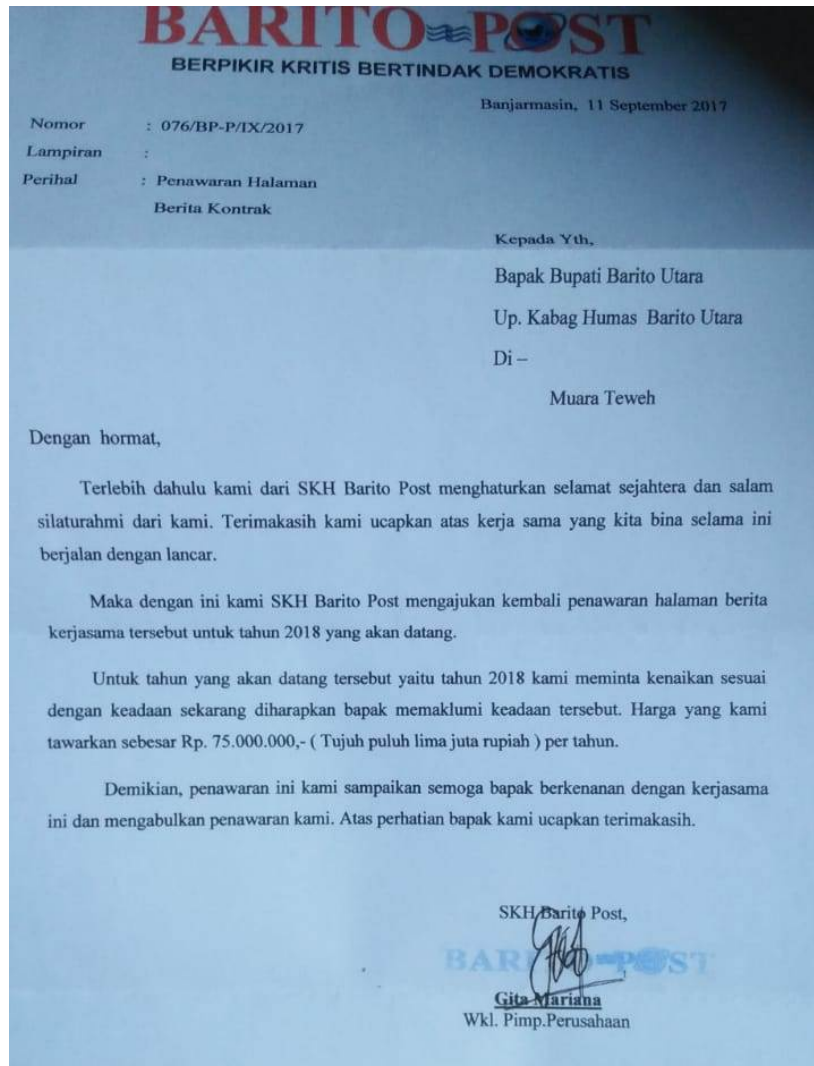 BARITO POST
BERPIKIR KRITIS BERTINDAK DEMOKRATIS
Banjarmasin, 11 September 2017
Nomor : 076/BP-P/IX/2017
Lampiran :
Perihal : Penawaran Halaman
Berita Kontrak
Kepada Yth,
Bapak Bupati Barito Utara
Up. Kabag Humas Barito Utara
Di –
Muara Teweh
Dengan hormat,
Terlebih dahulu kami dari SKH Barito Post menghaturkan selamat sejahtera dan salam
silaturahmi dari kami. Terimakasih kami ucapkan atas kerja sama yang kita bina selama ini
berjalan dengan lancar.
Maka dengan ini kami SKH Barito Post mengajukan kembali penawaran halaman berita
kerjasama tersebut untuk tahun 2018 yang akan datang.
Untuk tahun yang akan datang tersebut yaitu tahun 2018 kami meminta kenaikan sesuai
dengan keadaan sekarang diharapkan bapak memaklumi keadaan tersebut. Harga yang kami
tawarkan sebesar Rp. 75.000.000,- ( Tujuh puluh lima juta rupiah ) per tahun.
Demikian, penawaran ini kami sampaikan semoga bapak berkenanan dengan kerjasama
ini dan mengabulkan penawaran kami. Atas perhatian bapak kami ucapkan terimakasih.
SKH Barito Post,
BARITO POST
Gita Mariana
Wkl. Pimp.Perusahaan